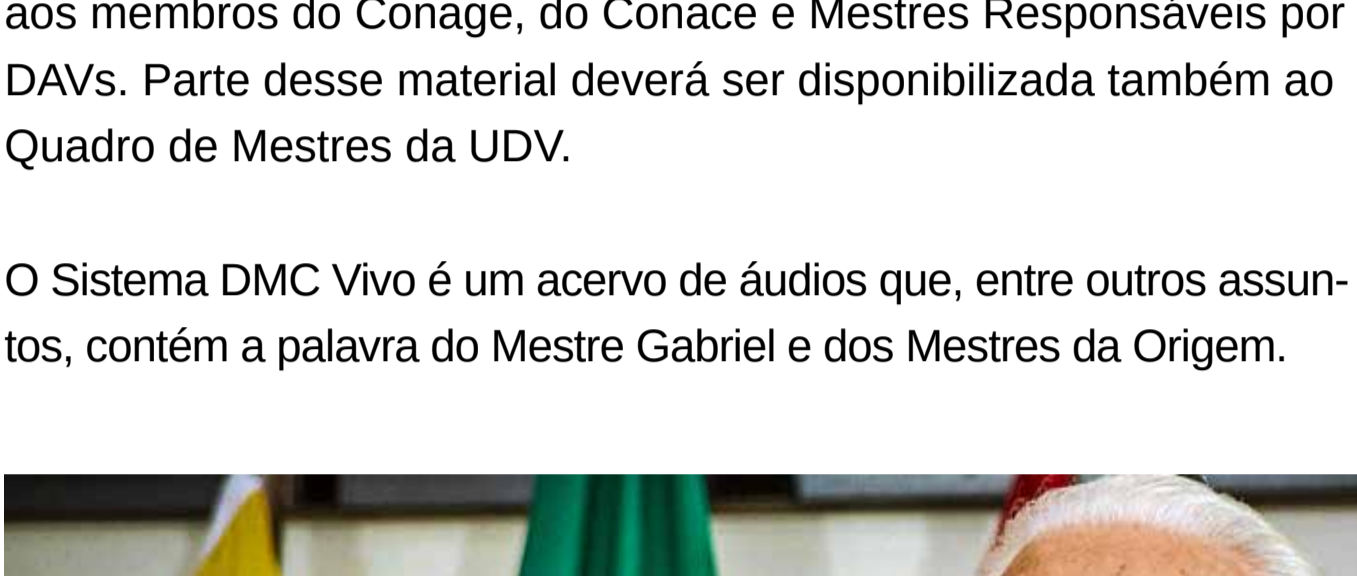 aos membros do Conage, do Conace e Mestres Responsáveis por
DAVs. Parte desse material deverá ser disponibilizada também ao
Quadro de Mestres da UDV.
O Sistema DMC Vivo é um acervo de áudios que, entre outros assun-
tos, contém a palavra do Mestre Gabriel e dos Mestres da Origem.